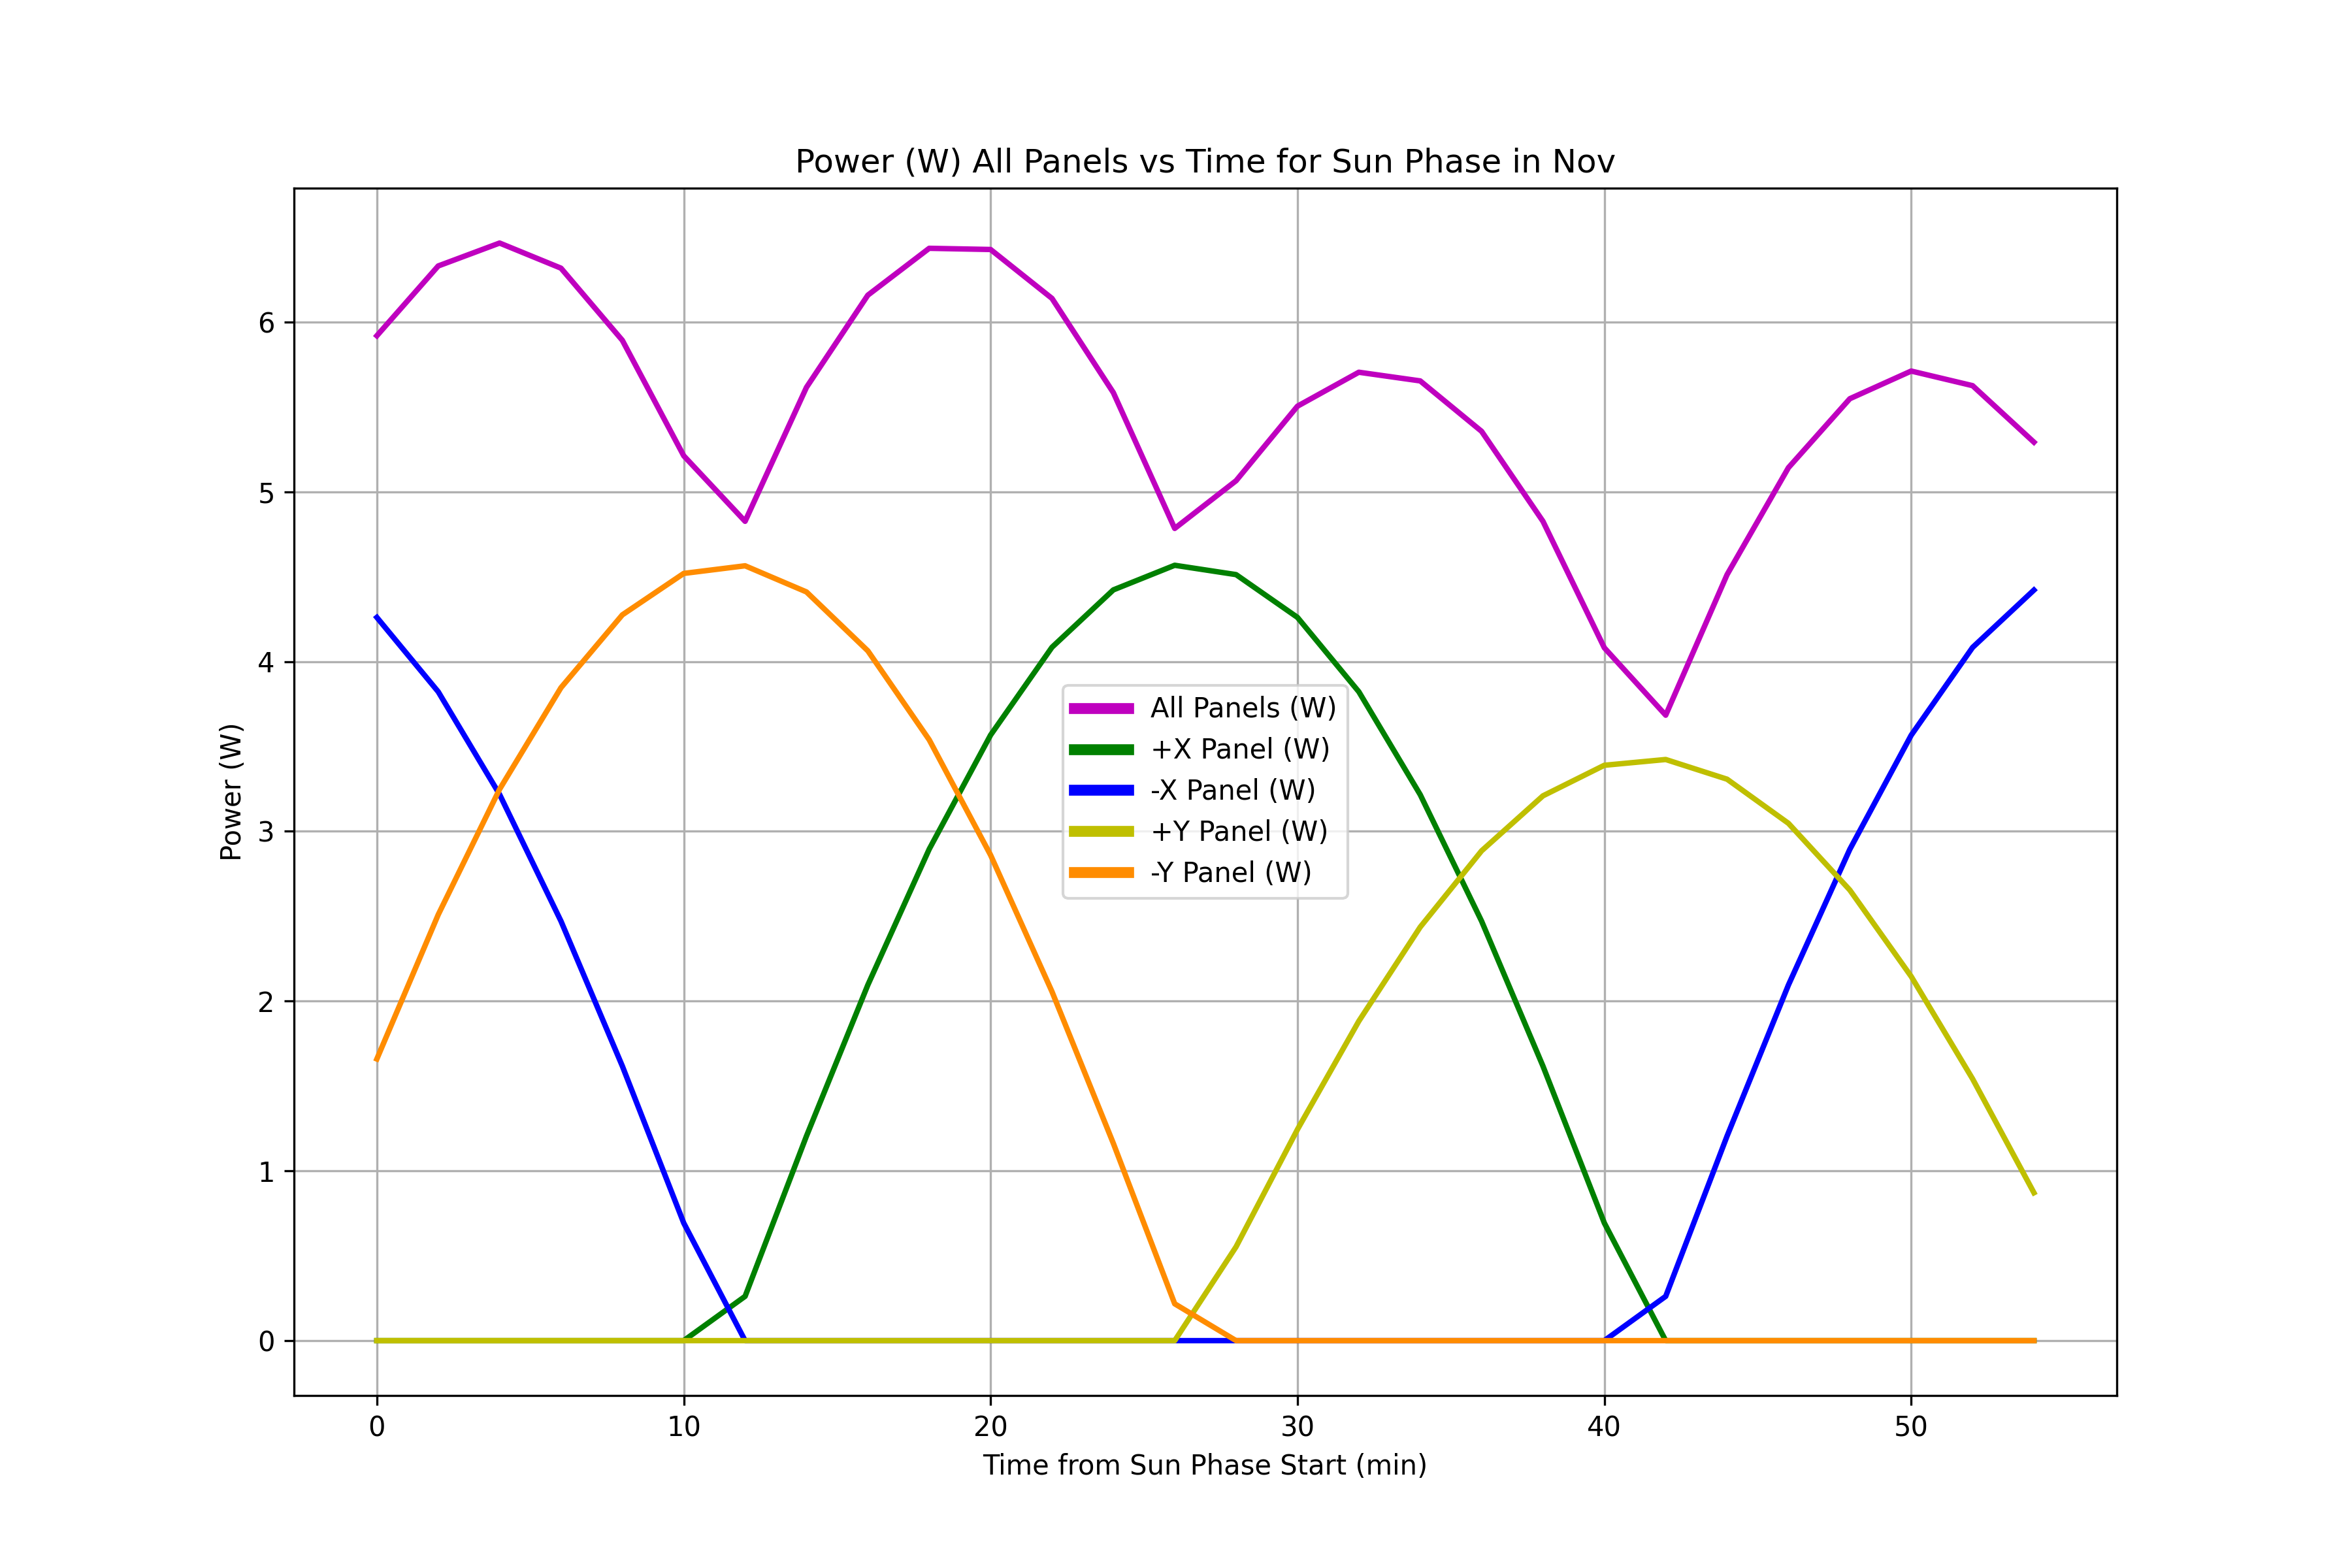 Power (W) All Panels vs Time for Sun Phase in Nov
6
5
4
3
2
1
0
Power (W)
All Panels (W)
+X Panel (W)
-X Panel (W)
+Y Panel (W)
-Y Panel (W)
0 10 20 30 40 50
Time from Sun Phase Start (min)